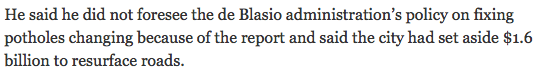 He said he did not foresee the de Blasio administration’s policy on fixing
potholes changing because of the report and said the city had set aside $1.6
billion to resurface roads.